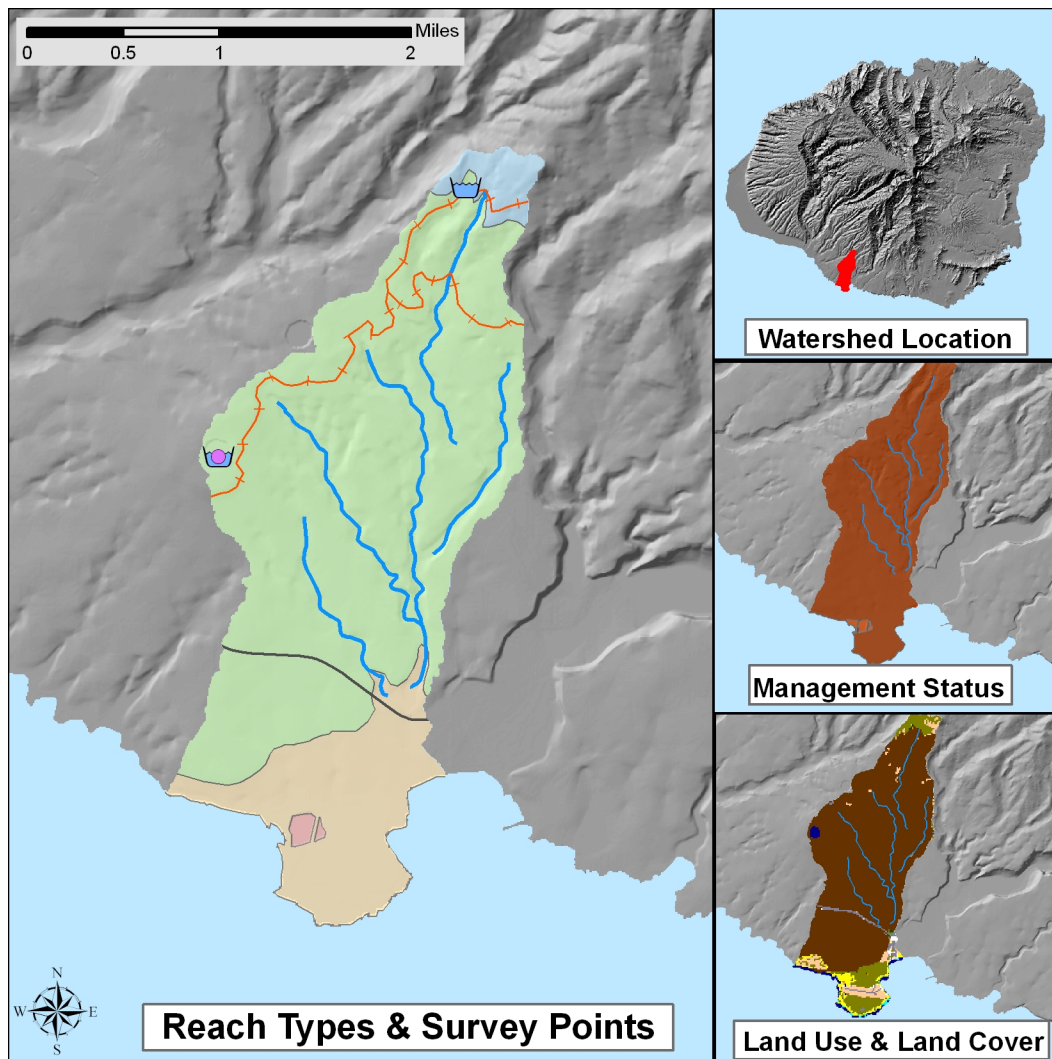 Miles
0 0.5 1 2
Watershed Location
Management Status
N
W E
S
Reach Types & Survey Points
Land Use & Land Cover